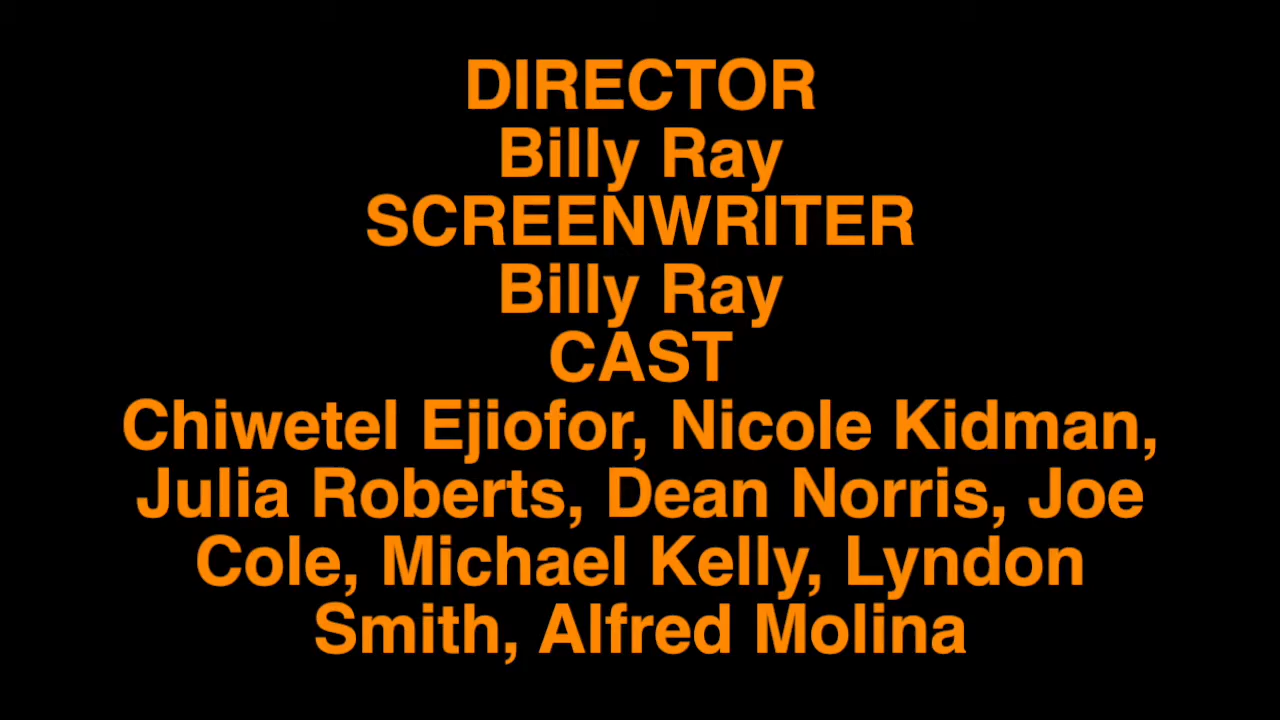 DIRECTOR
Billy Ray
SCREENWRITER
Billy Ray
CAST
Chiwetel Ejiofor, Nicole Kidman,
Julia Roberts, Dean Norris, Joe
Cole, Michael Kelly, Lyndon
Smith, Alfred Molina